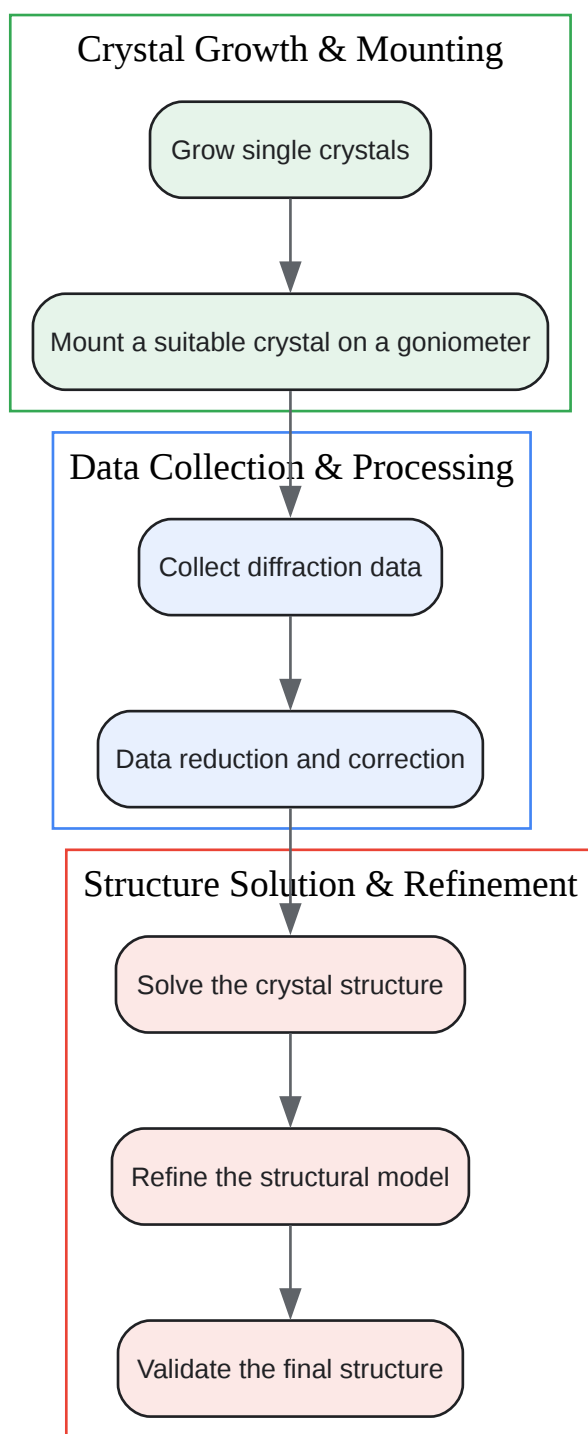 Crystal Growth & Mounting
Grow single crystals
Mount a suitable crystal on a goniometer
Data Collection & Processing
Collect diffraction data
Data reduction and correction
Structure Solution & Refinement
Solve the crystal structure
Refine the structural model
Validate the final structure